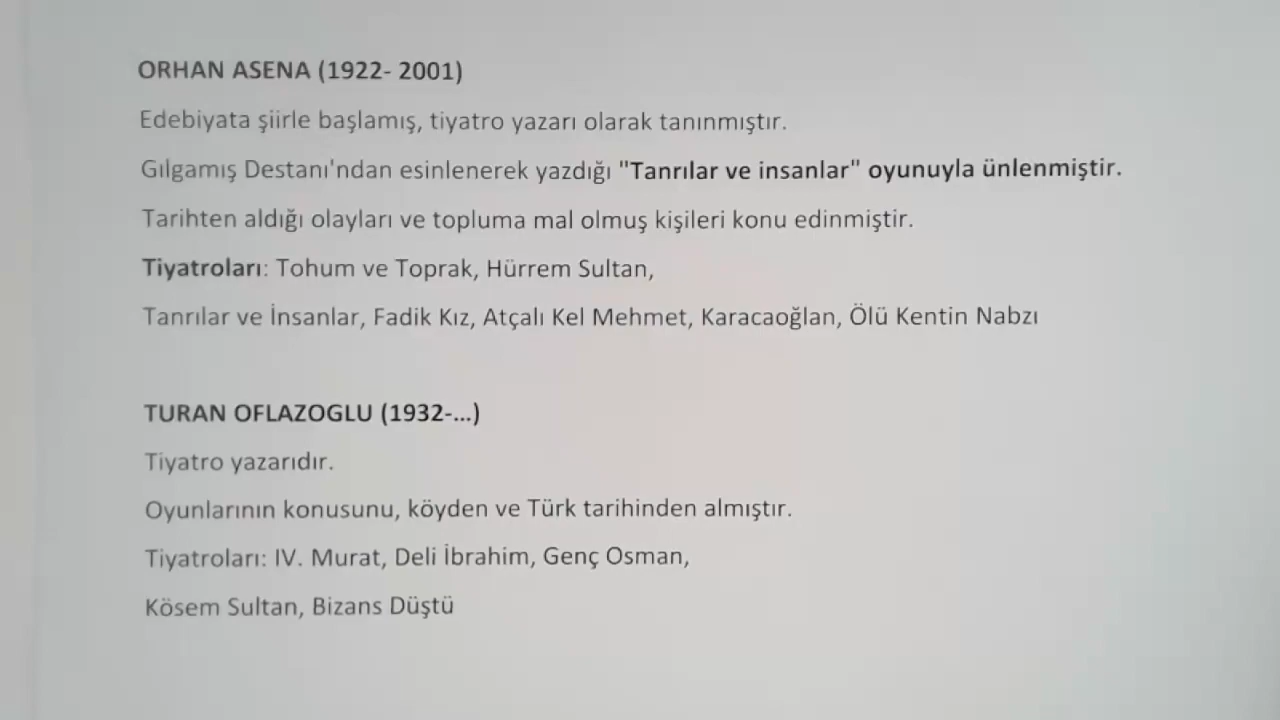 ORHAN ASENA (1922- 2001)
Edebiyata şiirle başlamış, tiyatro yazarı olarak tanınmıştır.
Gılgamış Destanı'ndan esinlenerek yazdığı "Tanrılar ve insanlar" oyunuyla ünlenmiştir.
Tarihten aldığı olayları ve topluma mal olmuş kişileri konu edinmiştir.
Tiyatroları: Tohum ve Toprak, Hürrem Sultan,
Tanrılar ve İnsanlar, Fadik Kız, Atçalı Kel Mehmet, Karacaoğlan, Ölü Kentin Nabzı
TURAN OFLAZOGLU (1932-...)
Tiyatro yazarıdır.
Oyunlarının konusunu, köyden ve Türk tarihinden almıştır.
Tiyatroları: IV. Murat, Deli İbrahim, Genç Osman,
Kösem Sultan, Bizans Düştü